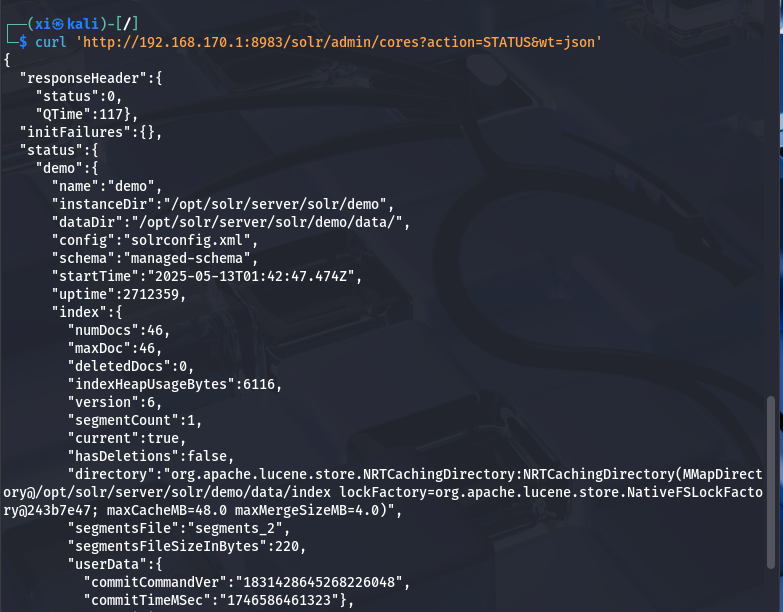 ┌──(xi㉿kali)-[/]
└─$ curl 'http://192.168.170.1:8983/solr/admin/cores?action=STATUS&wt=json'
{
  "responseHeader":{
    "status":0,
    "QTime":117},
  "initFailures":{},
  "status":{
    "demo":{
      "name":"demo",
      "instanceDir":"/opt/solr/server/solr/demo",
      "dataDir":"/opt/solr/server/solr/demo/data/",
      "config":"solrconfig.xml",
      "schema":"managed-schema",
      "startTime":"2025-05-13T01:42:47.474Z",
      "uptime":2712359,
      "index":{
        "numDocs":46,
        "maxDoc":46,
        "deletedDocs":0,
        "indexHeapUsageBytes":6116,
        "version":6,
        "segmentCount":1,
        "current":true,
        "hasDeletions":false,
        "directory":"org.apache.lucene.store.NRTCachingDirectory:NRTCachingDirectory(MMapDirect
ory@/opt/solr/server/solr/demo/data/index lockFactory=org.apache.lucene.store.NativeFSLockFacto
ry@243b7e47; maxCacheMB=48.0 maxMergeSizeMB=4.0)",
        "segmentsFile":"segments_2",
        "segmentsFileSizeInBytes":220,
        "userData":{
          "commitCommandVer":"1831428645268226048",
          "commitTimeMSec":"1746586461323"},